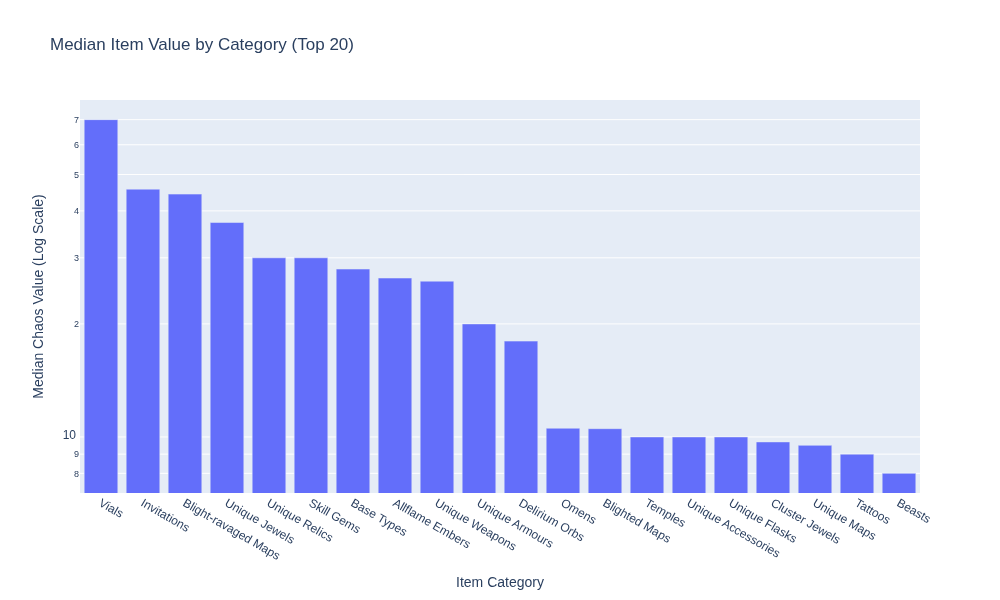 Median Item Value by Category (Top 20)
7
6
5
4
3
2
10
9
8
Median Chaos Value (Log Scale)
Vials
Invitations
Blight-ravaged Maps
Unique Jewels
Unique Relics
Skill Gems
Base Types
Allflame Embers
Unique Weapons
Unique Armours
Delirium Orbs
Omens
Blighted Maps
Temples
Unique Accessories
Unique Flasks
Cluster Jewels
Unique Maps
Tattoos
Beasts
Item Category